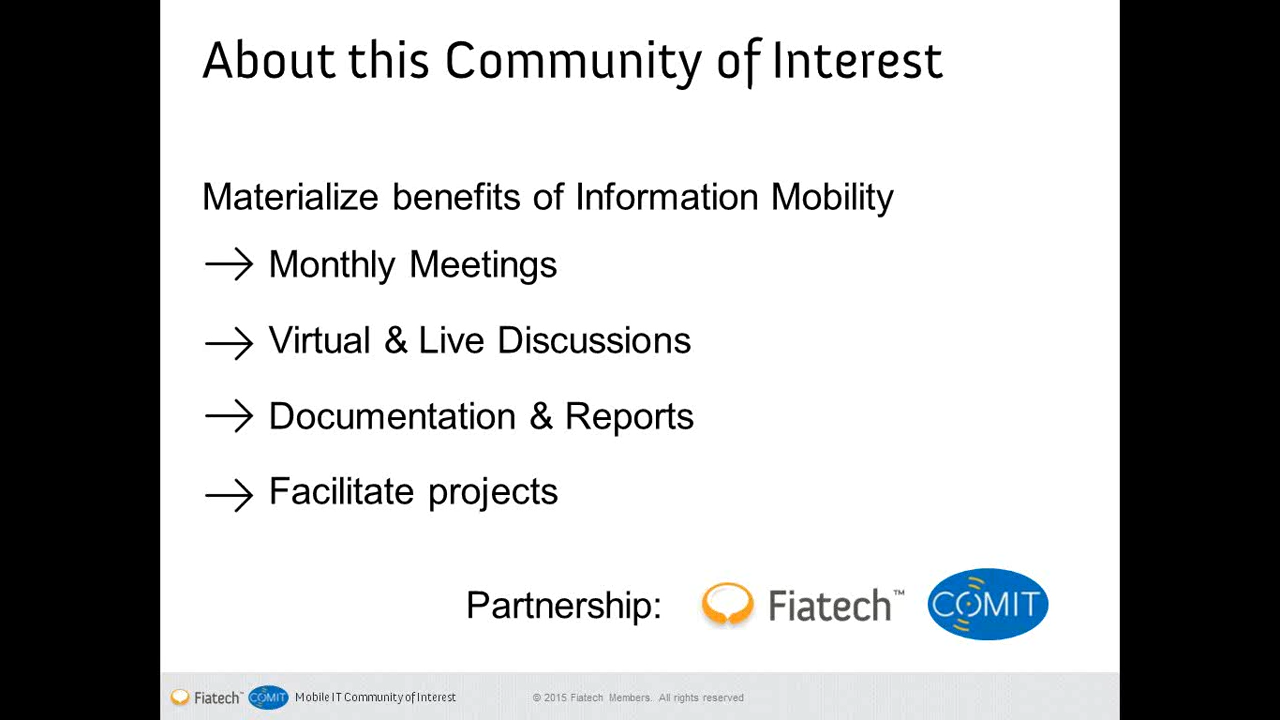 About this Community of Interest
Materialize benefits of Information Mobility
→ Monthly Meetings
→ Virtual & Live Discussions
→ Documentation & Reports
→ Facilitate projects
Partnership: Fiatech™ COMIT
Fiatech™ COMIT Mobile IT Community of Interest © 2015 Fiatech Members. All rights reserved